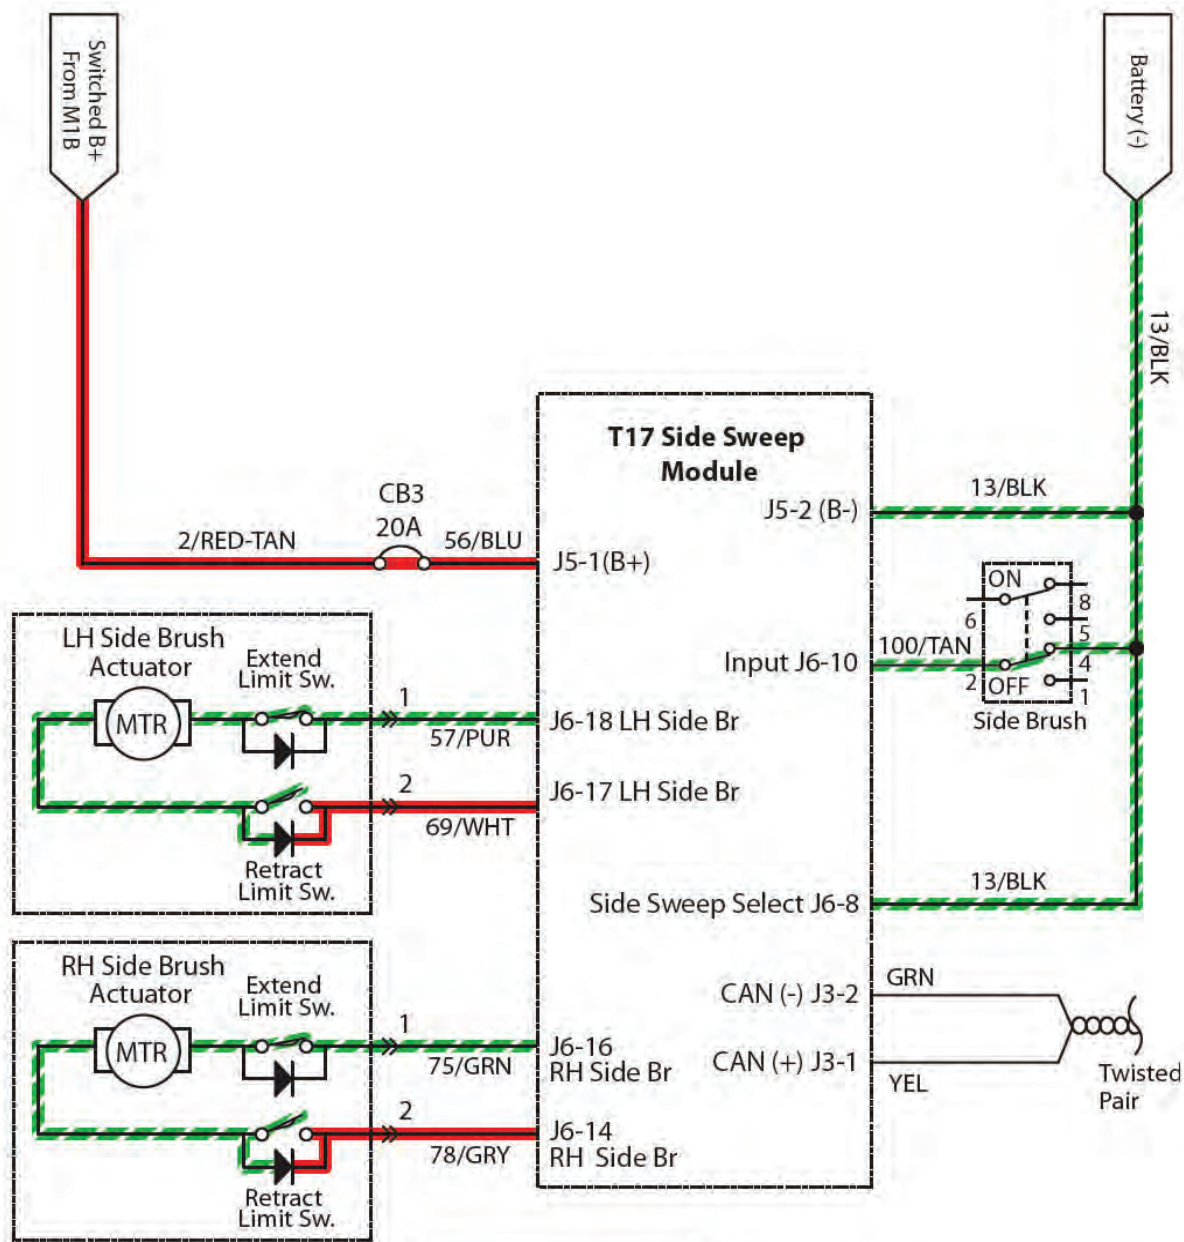 Switched B+
From M1B
Battery (-)
13/BLK
T17 Side Sweep
Module
CB3
20A
2/RED-TAN
56/BLU
J5-1(B+)
J5-2 (B-)
13/BLK
ON
8
6
5
100/TAN
4
2
OFF
1
Side Brush
Input J6-10
LH Side Brush
Actuator
Extend
Limit Sw.
MTR
1
57/PUR
J6-18 LH Side Br
2
69/WHT
J6-17 LH Side Br
Retract
Limit Sw.
Side Sweep Select J6-8
13/BLK
RH Side Brush
Actuator
Extend
Limit Sw.
MTR
1
75/GRN
J6-16
RH Side Br
2
78/GRY
J6-14
RH Side Br
Retract
Limit Sw.
CAN (-) J3-2
GRN
CAN (+) J3-1
YEL
Twisted
Pair